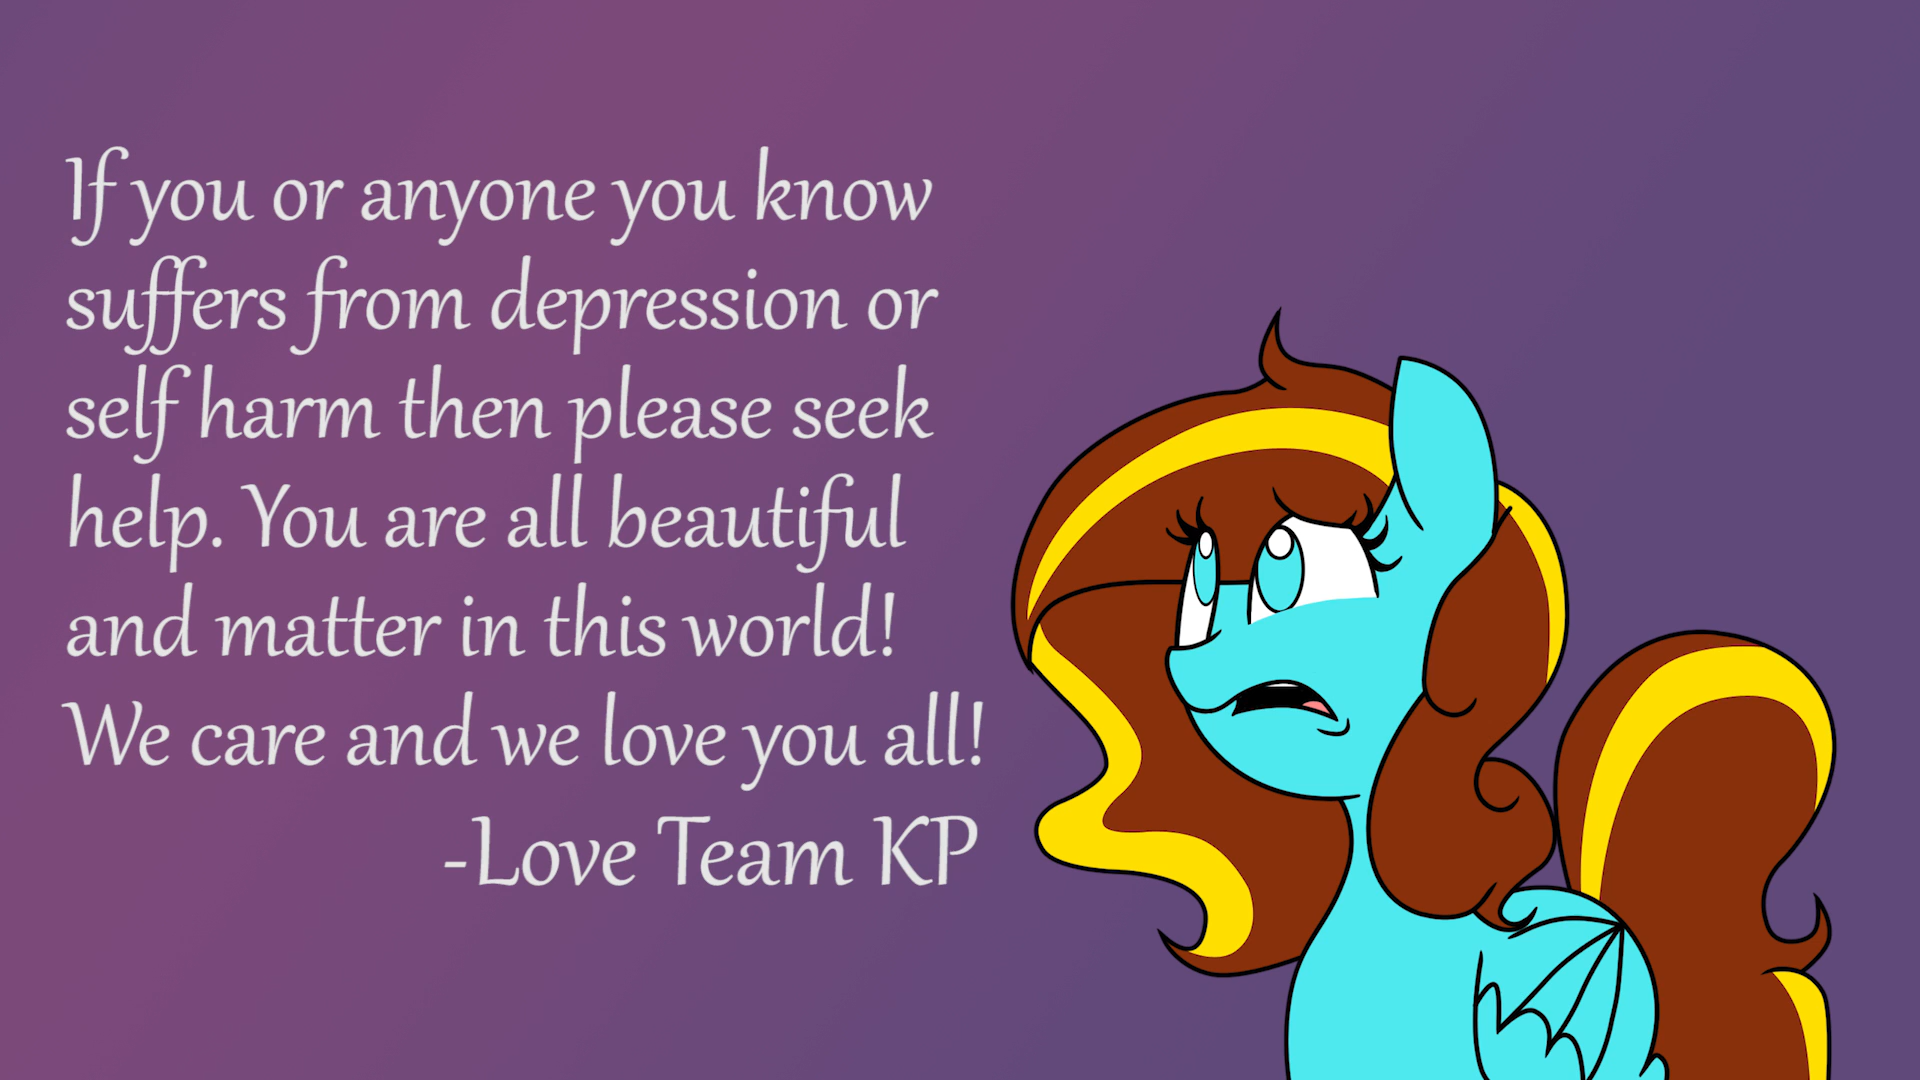 If you or anyone you know
suffers from depression or
self harm then please seek
help. You are all beautiful
and matter in this world!
We care and we love you all!
-Love Team KP